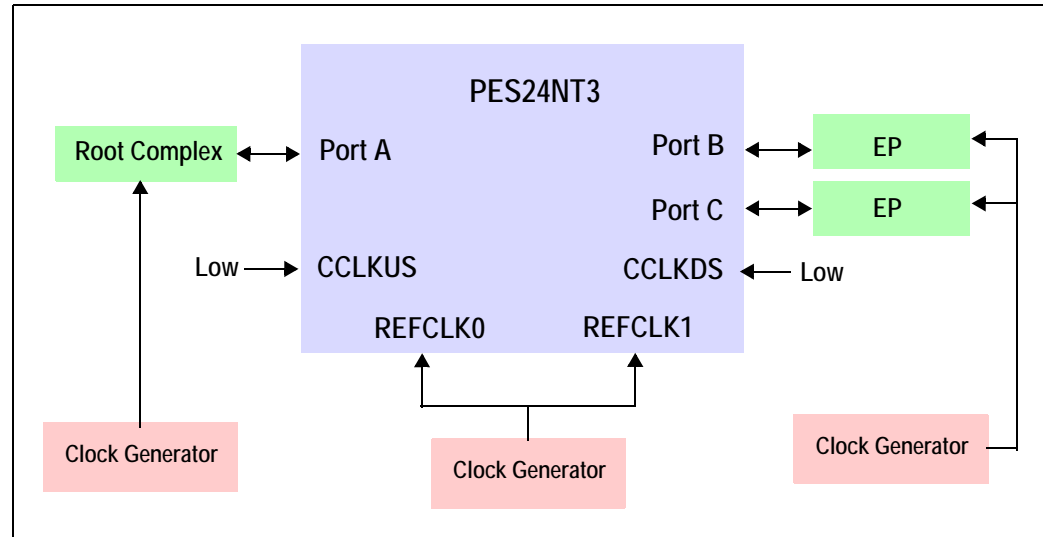 PES24NT3
Root Complex
Port A
Port B
EP
Port C
EP
Low
CCLKUS
CCLKDS
Low
REFCLK0
REFCLK1
Clock Generator
Clock Generator
Clock Generator